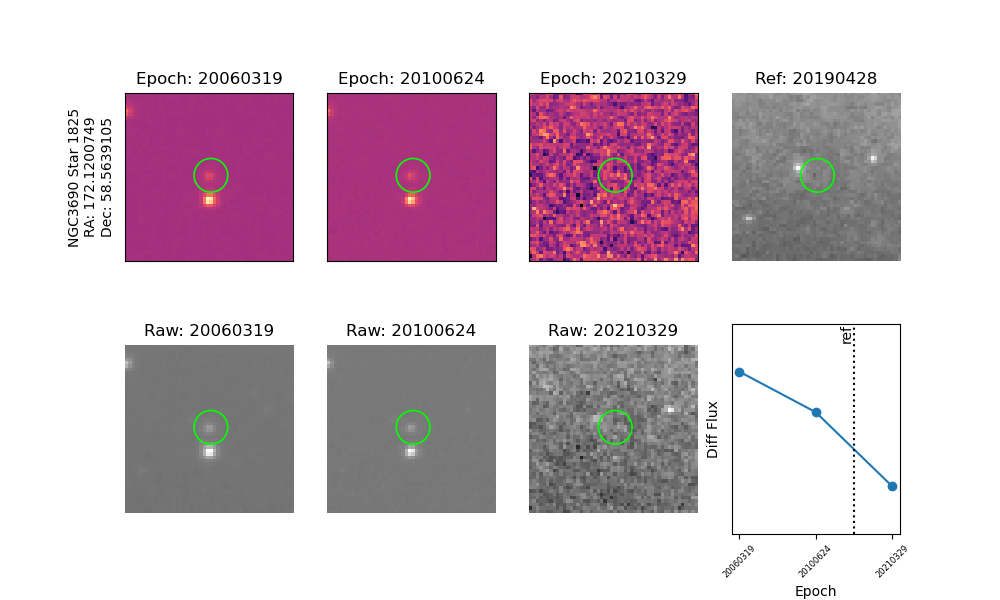 NGC3690 Star 1825
RA: 172.1200749
Dec: 58.5639105
Epoch: 20060319
Epoch: 20100624
Epoch: 20210329
Ref: 20190428
Raw: 20060319
Raw: 20100624
Raw: 20210329
ref
Diff Flux
20060319
20100624
20210329
Epoch